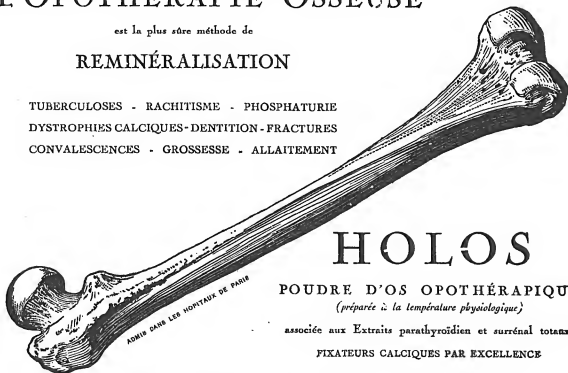 L'OPOTHÉRAPIE OSSEUSE
est la plus sûre méthode de
REMINÉRALISATION
TUBERCULOSES - RACHITISME - PHOSPHATURIE
DYSTROPHIES CALCIQUES - DENTITION - FRACTURES
CONVALESCENCES - GROSSESSE - ALLAITEMENT
ADMIS DANS LES HOPITAUX DE PARIS
HOLOS
POUDRE D'OS OPOTHÉRAPIQU
(préparée à la température physiologique)
associée aux Extraits parathyroïdien et surrénal totaux
FIXATEURS CALCIQUES PAR EXCELLENCE